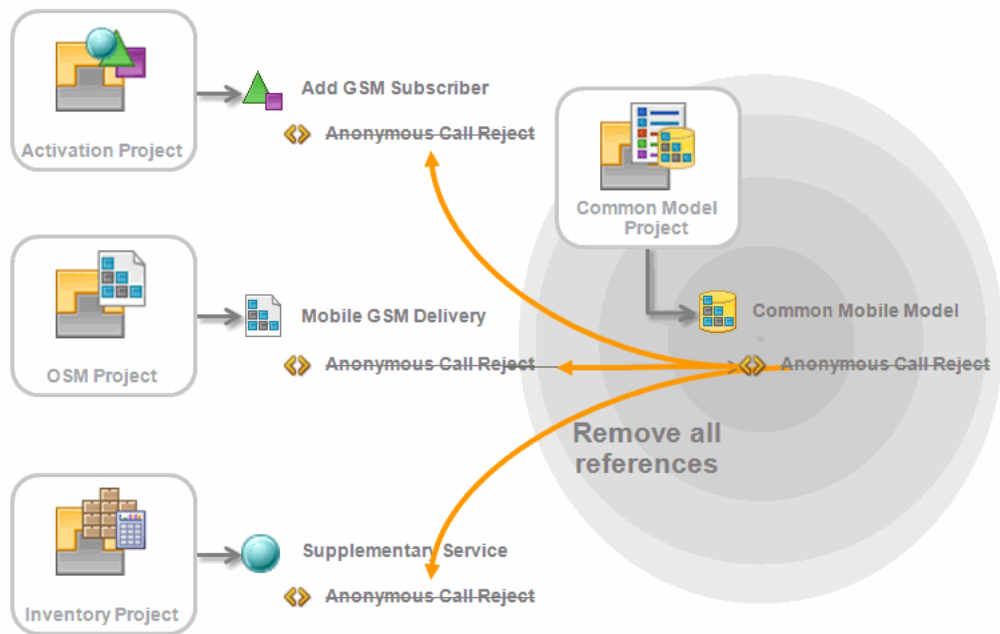 Activation Project
Add GSM Subscriber
Anonymous Call Reject
Common Model
Project
OSM Project
Mobile GSM Delivery
Anonymous Call Reject
Common Mobile Model
Anonymous Call Reject
Remove all
references
Inventory Project
Supplementary Service
Anonymous Call Reject